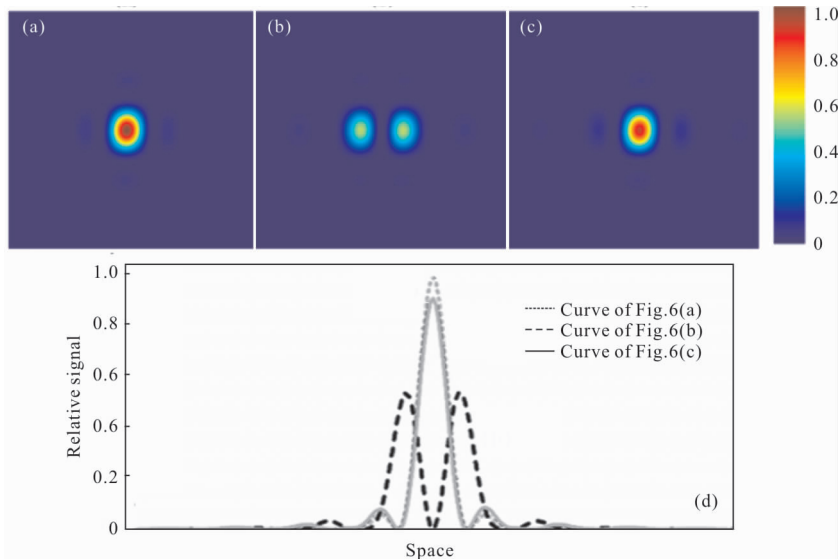 (a)
(b)
(c)
1.0
0.8
0.6
0.4
0.2
0
1.0
0.8
0.6
0.6
0.2
0
Relative signal
Curve of Fig.6(a)
Curve of Fig.6(b)
Curve of Fig.6(c)
(d)
Space